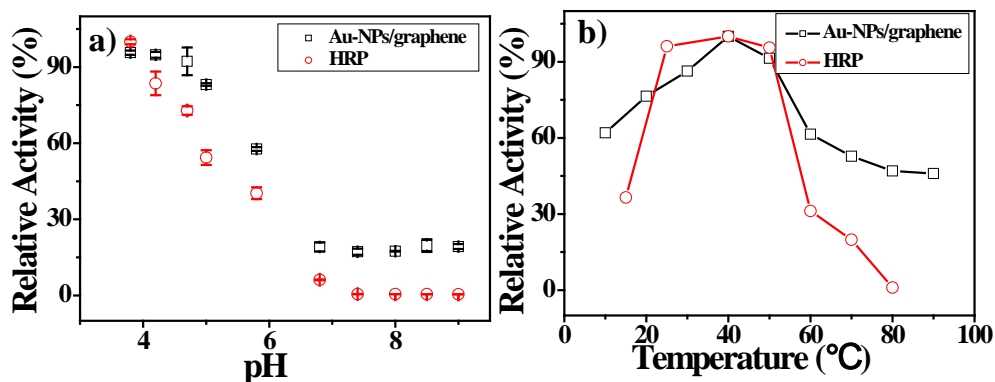 a)
Au-NPs/graphene
HRP
Relative Activity (%)
90
60
30
0
4
6
8
pH
b)
Au-NPs/graphene
HRP
Relative Activity (%)
90
60
30
0
0
20
40
60
80
100
Temperature (°C)